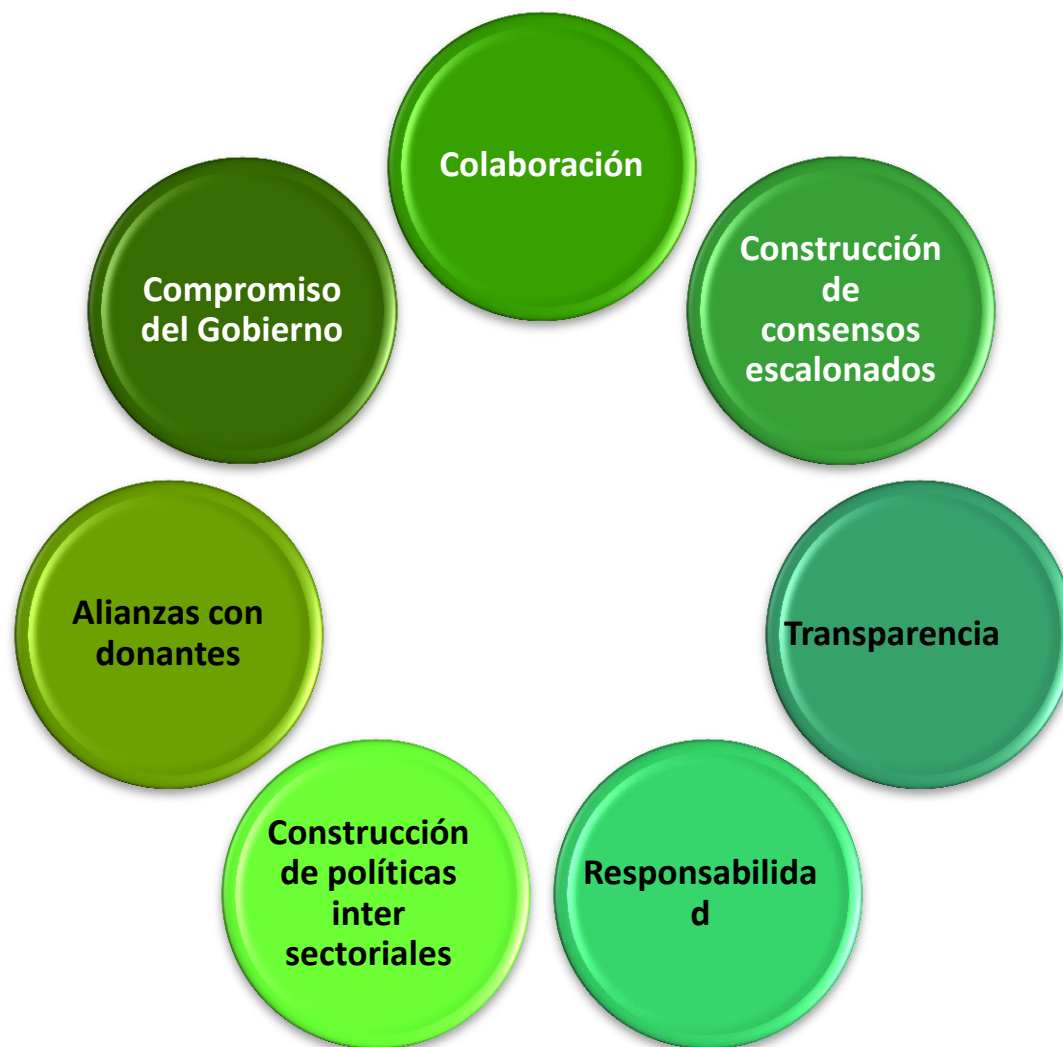 Colaboración
Construcción
de
consensos
escalonados
Transparencia
Responsabilida
d
Construcción
de políticas
inter
sectoriales
Alianzas con
donantes
Compromiso
del Gobierno